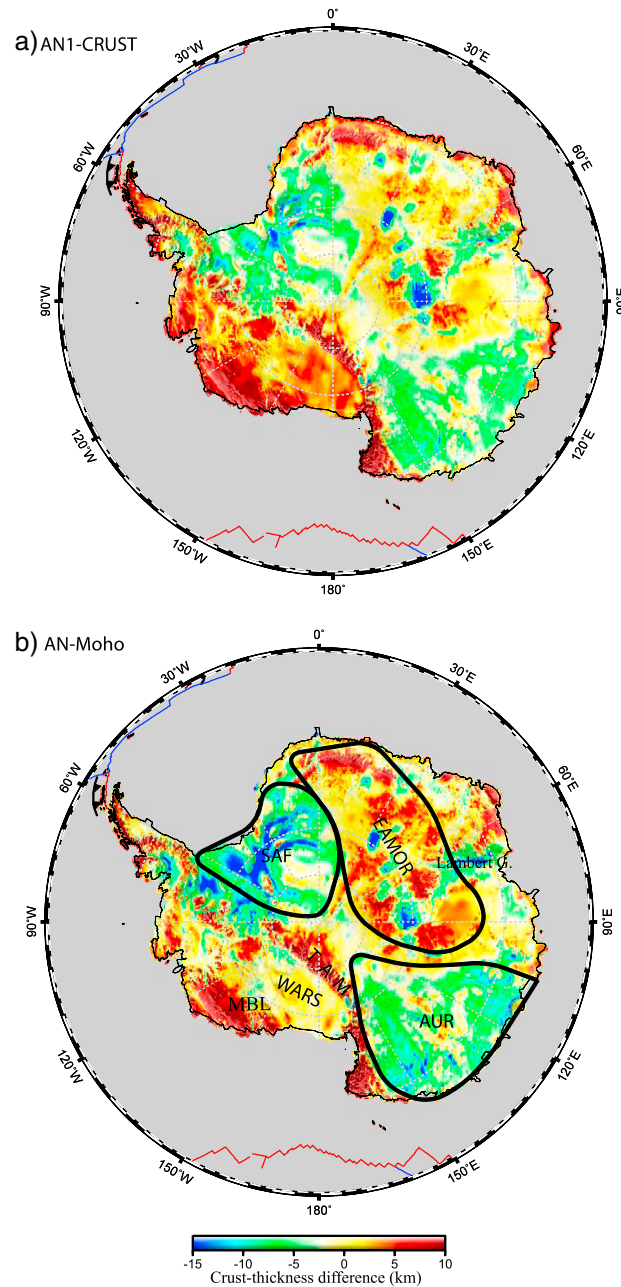 a) AN1-CRUST
0°
30°W
30°E
60°W
60°E
90°W
90°E
120°W
120°E
150°W
150°E
180°
b) AN-Moho
0°
30°W
30°E
60°W
60°E
SAF
EAMOR
Lambert G.
90°W
90°E
T.A.M
WARS
MBL
AUR
120°W
120°E
150°W
150°E
180°
-15 -10 -5 0 5 10
Crust-thickness difference (km)